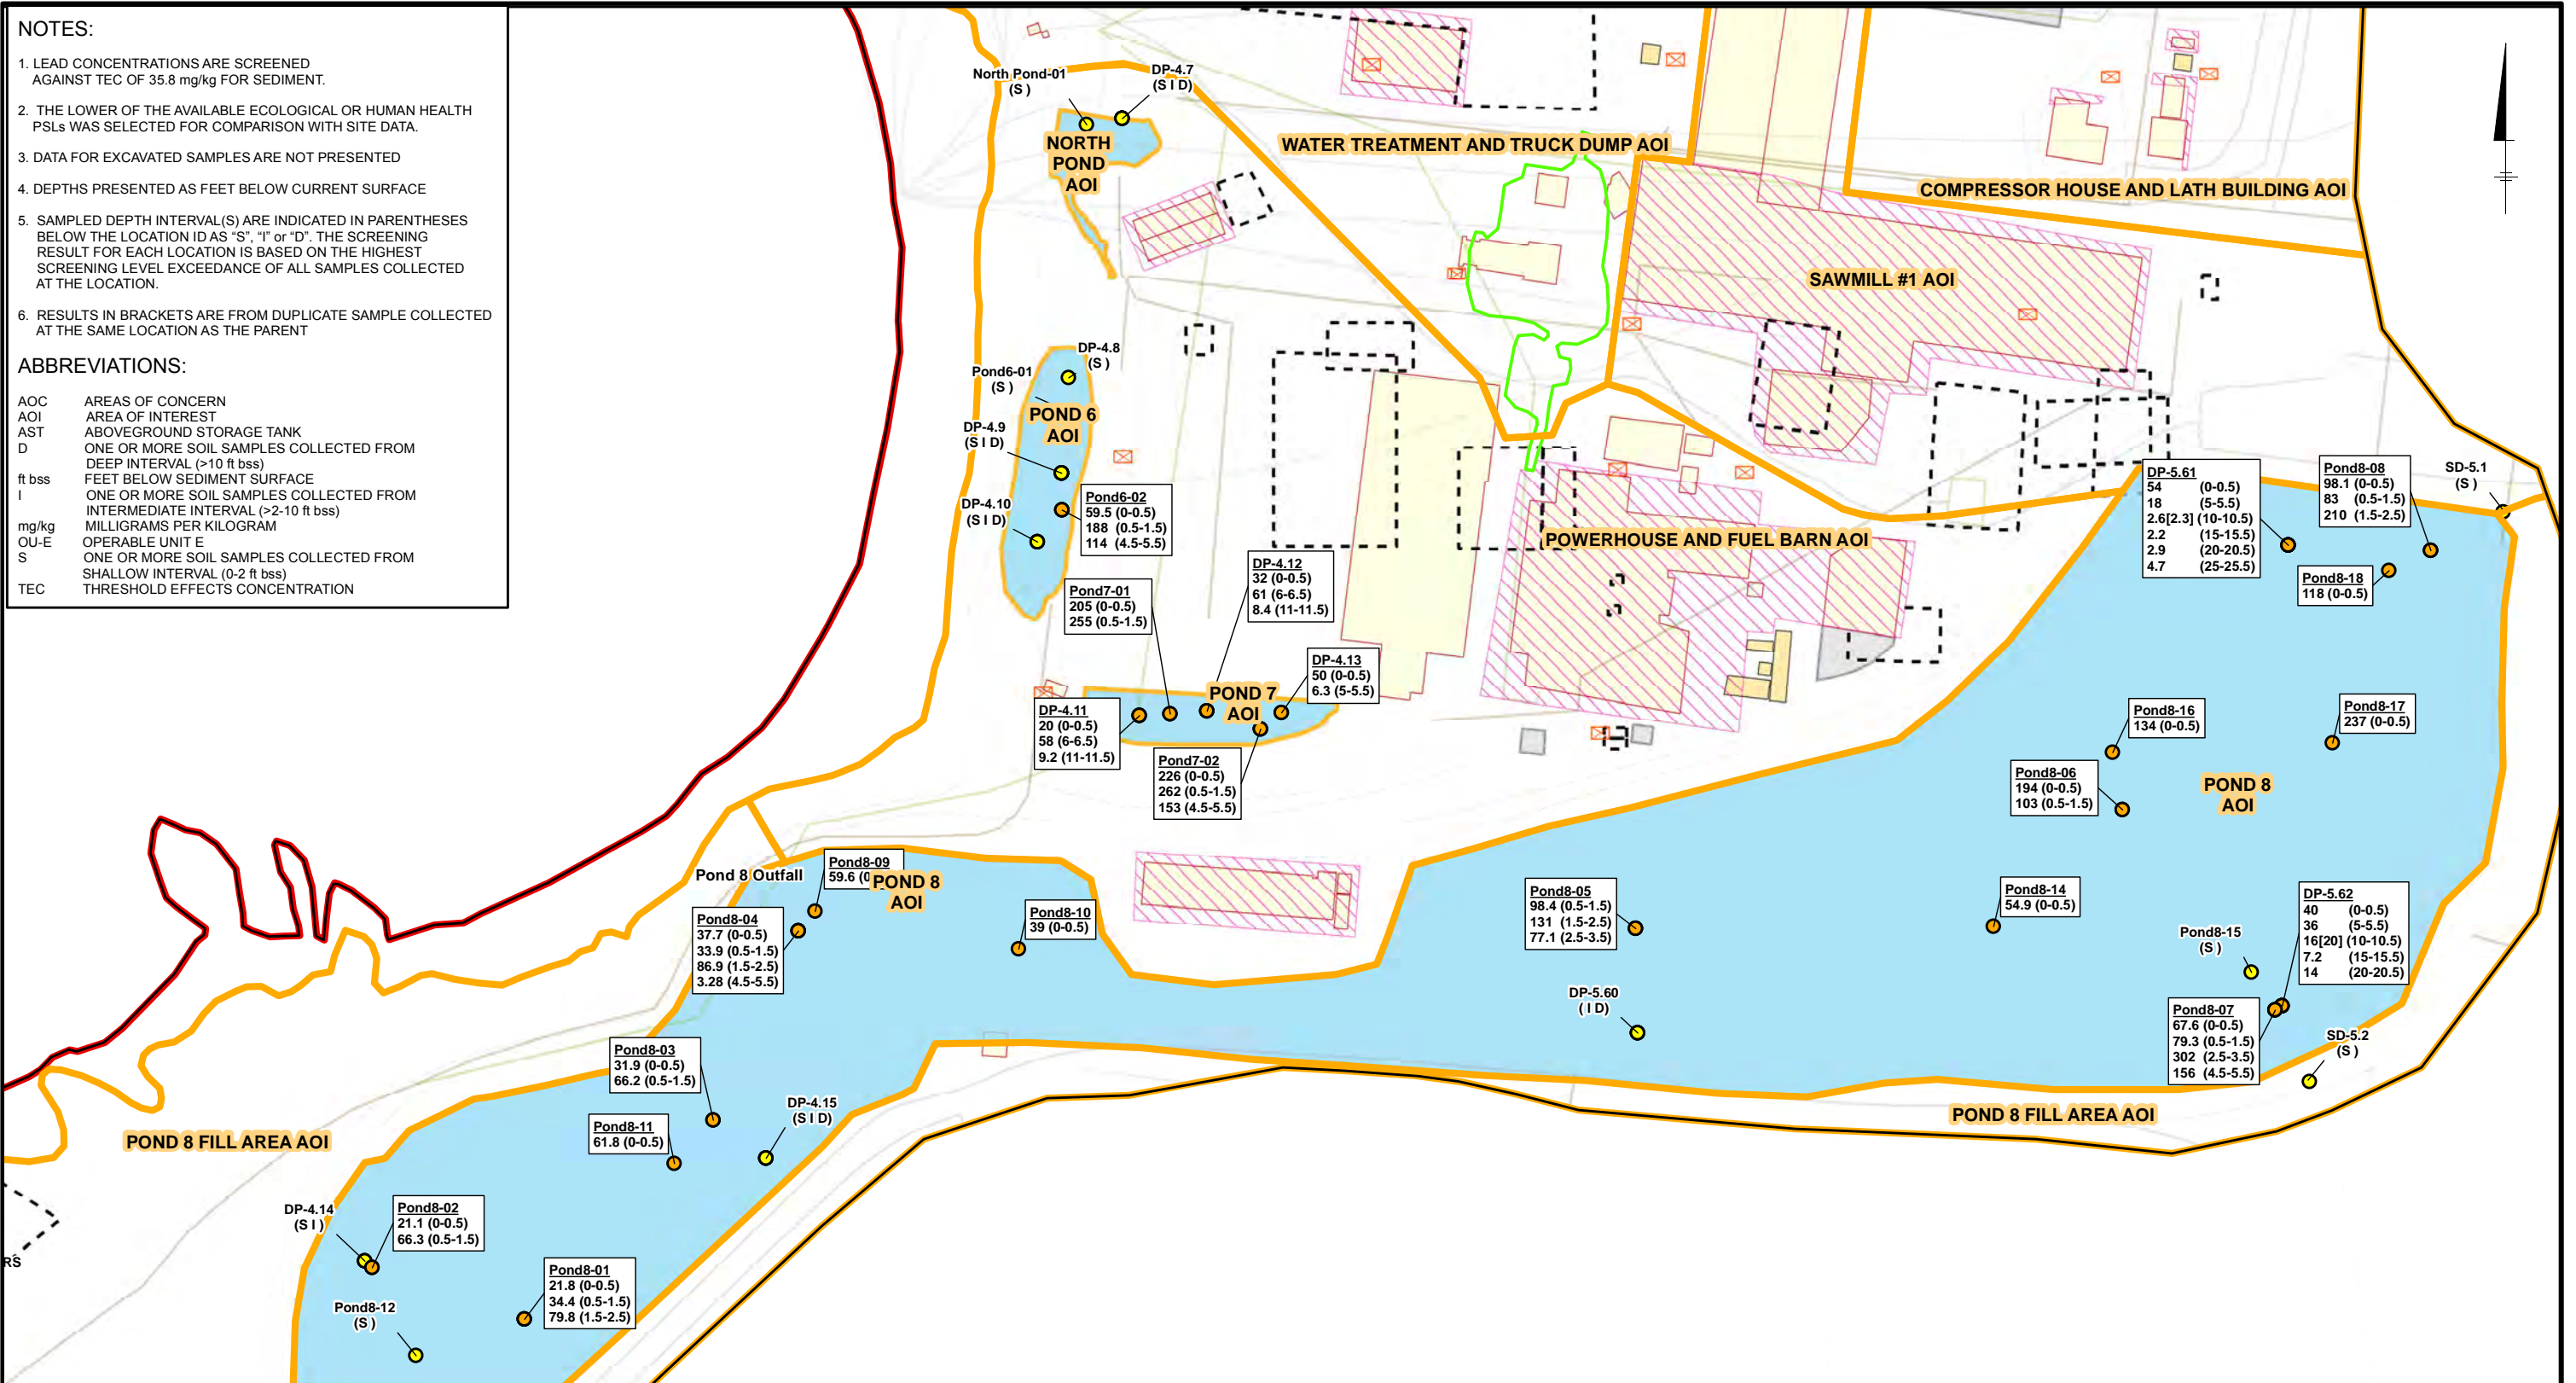 NOTES:
1. LEAD CONCENTRATIONS ARE SCREENED
AGAINST TEC OF 35.8 mg/kg FOR SEDIMENT.
2. THE LOWER OF THE AVAILABLE ECOLOGICAL OR HUMAN HEALTH
PSLs WAS SELECTED FOR COMPARISON WITH SITE DATA.
3. DATA FOR EXCAVATED SAMPLES ARE NOT PRESENTED
4. DEPTHS PRESENTED AS FEET BELOW CURRENT SURFACE
5. SAMPLED DEPTH INTERVAL(S) ARE INDICATED IN PARENTHESES
BELOW THE LOCATION ID AS “S”, “I” or “D”. THE SCREENING
RESULT FOR EACH LOCATION IS BASED ON THE HIGHEST
SCREENING LEVEL EXCEEDANCE OF ALL SAMPLES COLLECTED
AT THE LOCATION.
6. RESULTS IN BRACKETS ARE FROM DUPLICATE SAMPLE COLLECTED
AT THE SAME LOCATION AS THE PARENT
ABBREVIATIONS:
AOC AREAS OF CONCERN
AOI AREA OF INTEREST
AST ABOVEGROUND STORAGE TANK
D ONE OR MORE SOIL SAMPLES COLLECTED FROM
DEEP INTERVAL (>10 ft bss)
ft bss FEET BELOW SEDIMENT SURFACE
I ONE OR MORE SOIL SAMPLES COLLECTED FROM
INTERMEDIATE INTERVAL (>2-10 ft bss)
mg/kg MILLIGRAMS PER KILOGRAM
OU-E OPERABLE UNIT E
S ONE OR MORE SOIL SAMPLES COLLECTED FROM
SHALLOW INTERVAL (0-2 ft bss)
TEC THRESHOLD EFFECTS CONCENTRATION
North Pond-01
(S )
DP-4.7
(S I D)
NORTH
POND
AOI
WATER TREATMENT AND TRUCK DUMP AOI
COMPRESSOR HOUSE AND LATH BUILDING AOI
SAWMILL #1 AOI
DP-4.8
(S )
Pond6-01
(S )
POND 6
AOI
DP-4.9
(S I D)
DP-4.10
(S I D)
Pond6-02
59.5 (0-0.5)
188 (0.5-1.5)
114 (4.5-5.5)
POWERHOUSE AND FUEL BARN AOI
DP-5.61
54 (0-0.5)
18 (5-5.5)
2.6[2.3] (10-10.5)
2.2 (15-15.5)
2.9 (20-20.5)
4.7 (25-25.5)
Pond8-08
98.1 (0-0.5)
83 (0.5-1.5)
210 (1.5-2.5)
SD-5.1
(S )
Pond8-18
118 (0-0.5)
Pond7-01
205 (0-0.5)
255 (0.5-1.5)
DP-4.12
32 (0-0.5)
61 (6-6.5)
8.4 (11-11.5)
DP-4.13
50 (0-0.5)
6.3 (5-5.5)
POND 7
AOI
DP-4.11
20 (0-0.5)
58 (6-6.5)
9.2 (11-11.5)
Pond7-02
226 (0-0.5)
262 (0.5-1.5)
153 (4.5-5.5)
Pond8-16
134 (0-0.5)
Pond8-17
237 (0-0.5)
Pond8-06
194 (0-0.5)
103 (0.5-1.5)
POND 8
AOI
Pond 8 Outfall
Pond8-09
59.6 (0
POND 8
AOI
Pond8-04
37.7 (0-0.5)
33.9 (0.5-1.5)
86.9 (1.5-2.5)
3.28 (4.5-5.5)
Pond8-10
39 (0-0.5)
Pond8-05
98.4 (0.5-1.5)
131 (1.5-2.5)
77.1 (2.5-3.5)
Pond8-14
54.9 (0-0.5)
DP-5.62
40 (0-0.5)
36 (5-5.5)
16[20] (10-10.5)
7.2 (15-15.5)
14 (20-20.5)
Pond8-15
(S )
DP-5.60
( I D)
Pond8-07
67.6 (0-0.5)
79.3 (0.5-1.5)
302 (2.5-3.5)
156 (4.5-5.5)
SD-5.2
(S )
Pond8-03
31.9 (0-0.5)
66.2 (0.5-1.5)
DP-4.15
(S I D)
Pond8-11
61.8 (0-0.5)
POND 8 FILL AREA AOI
POND 8 FILL AREA AOI
DP-4.14
(S I )
Pond8-02
21.1 (0-0.5)
66.3 (0.5-1.5)
RS
Pond8-01
21.8 (0-0.5)
34.4 (0.5-1.5)
79.8 (1.5-2.5)
Pond8-12
(S )